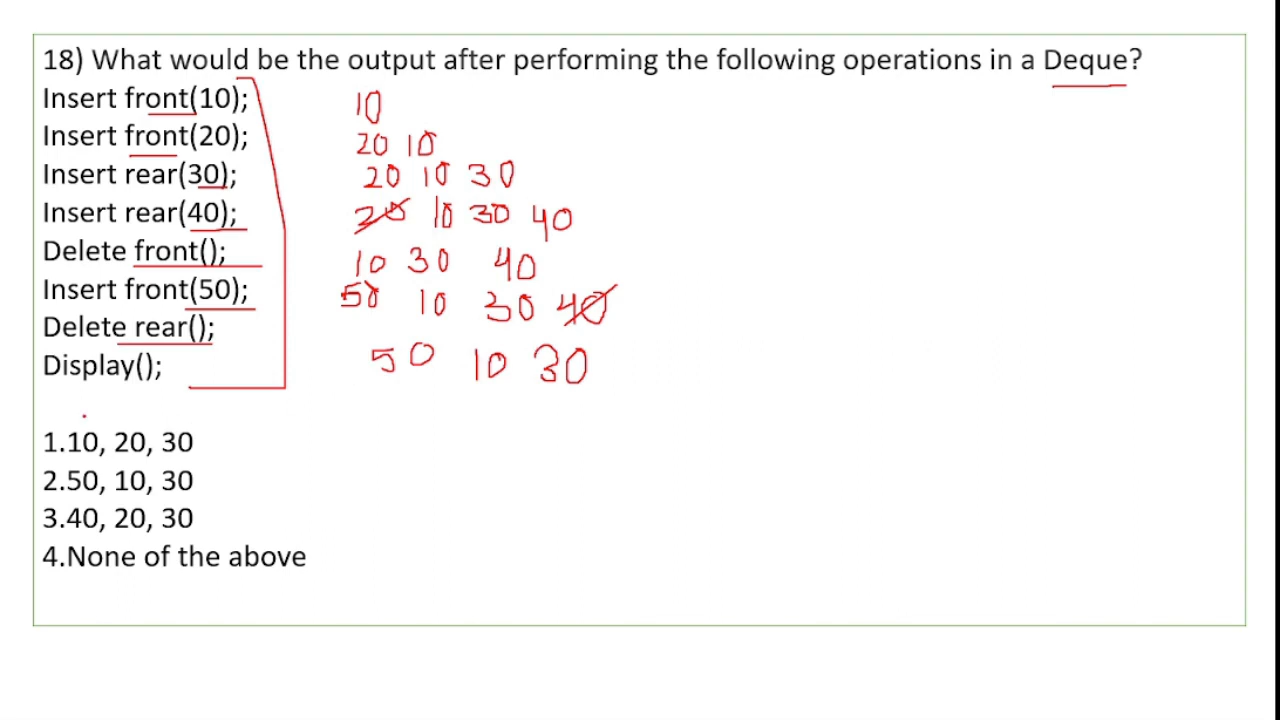 18) What would be the output after performing the following operations in a Deque?
Insert front(10); 10
Insert front(20); 20 10
Insert rear(30); 20 10 30
Insert rear(40); 20 10 30 40
Delete front(); 10 30 40
Insert front(50); 50 10 30 40
Delete rear();
Display(); 50 10 30
1.10, 20, 30
2.50, 10, 30
3.40, 20, 30
4.None of the above